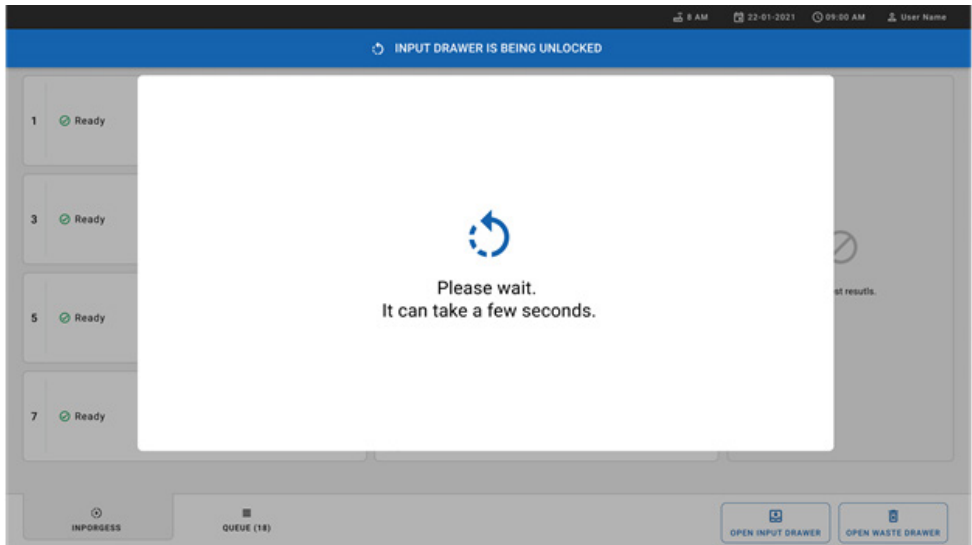 8 AM 22-01-2021 09:00 AM User Name
INPUT DRAWER IS BEING UNLOCKED
1 Ready
3 Ready
5 Ready
7 Ready
Please wait.
It can take a few seconds.
st resutls.
INPORGESS
QUEUE (18)
OPEN INPUT DRAWER
OPEN WASTE DRAWER